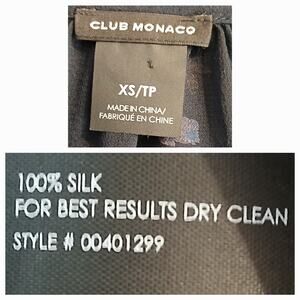 CLUB MONACO
XS/TP
MADE IN CHINA/
FABRIQUÉ EN CHINE
100% SILK
FOR BEST RESULTS DRY CLEAN
STYLE # 00401299